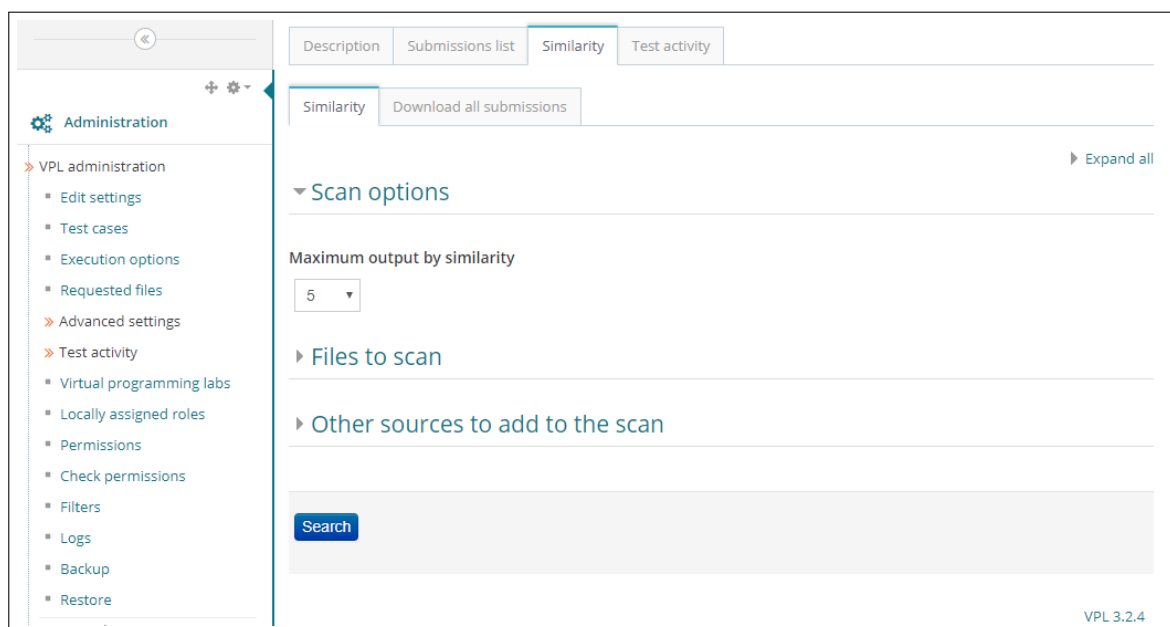 Description
Submissions list
Similarity
Test activity
Similarity
Download all submissions
Administration
Expand all
VPL administration
Scan options
Edit settings
Test cases
Execution options
Maximum output by similarity
Requested files
5
Advanced settings
Test activity
Files to scan
Virtual programming labs
Locally assigned roles
Other sources to add to the scan
Permissions
Check permissions
Filters
Search
Logs
Backup
Restore
VPL 3.2.4